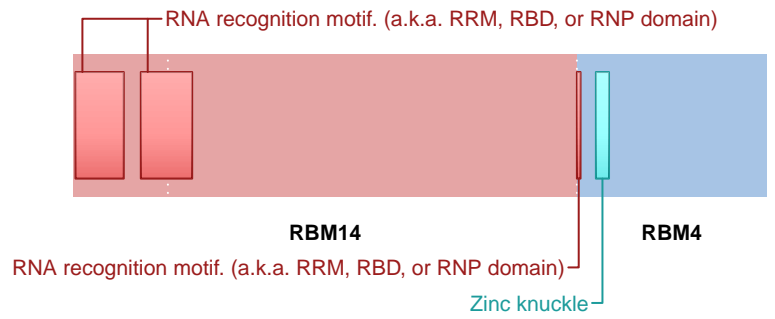 RNA recognition motif. (a.k.a. RRM, RBD, or RNP domain)
RBM14
RBM4
RNA recognition motif. (a.k.a. RRM, RBD, or RNP domain)
Zinc knuckle